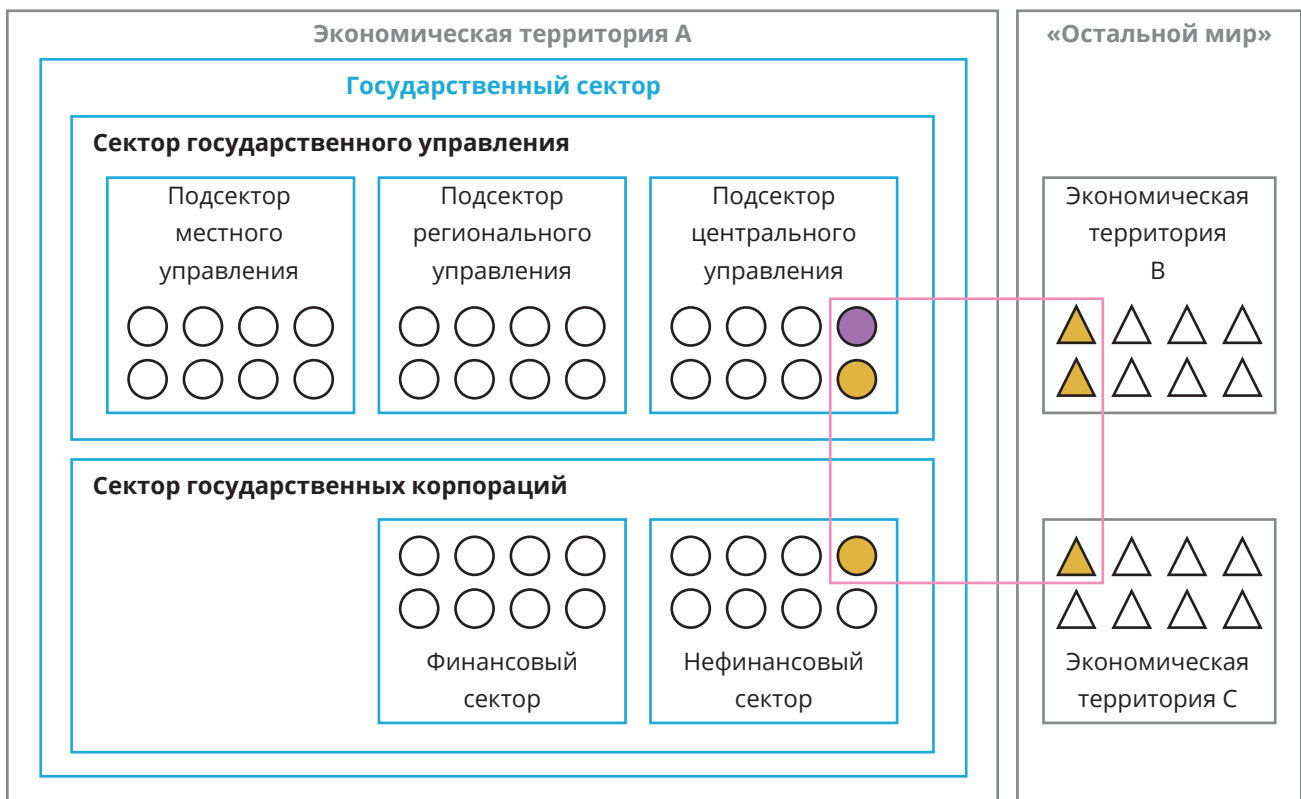 Экономическая территория А
«Остальной мир»
Государственный сектор
Сектор государственного управления
Подсектор
местного
управления
Подсектор
регионального
управления
Подсектор
центрального
управления
Экономическая
территория
В
Сектор государственных корпораций
Финансовый
сектор
Нефинансовый
сектор
Экономическая
территория С